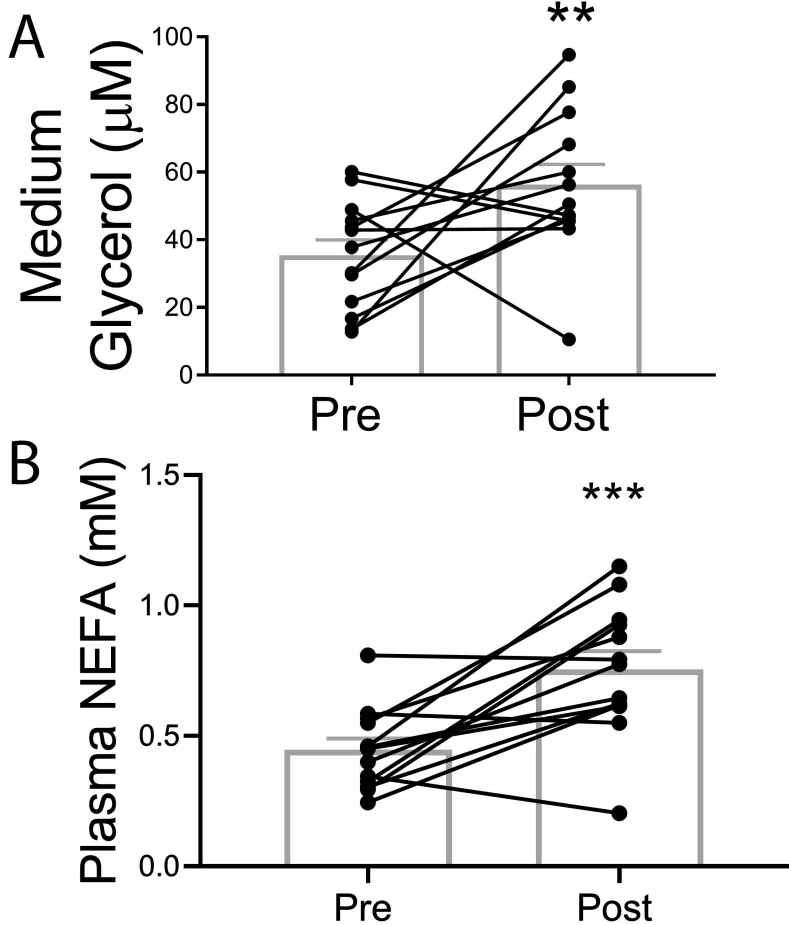 A
**
Medium
Glycerol (μM)
100
80
60
40
20
0
Pre
Post
B
***
Plasma NEFA (mM)
1.5
1.0
0.5
0.0
Pre
Post